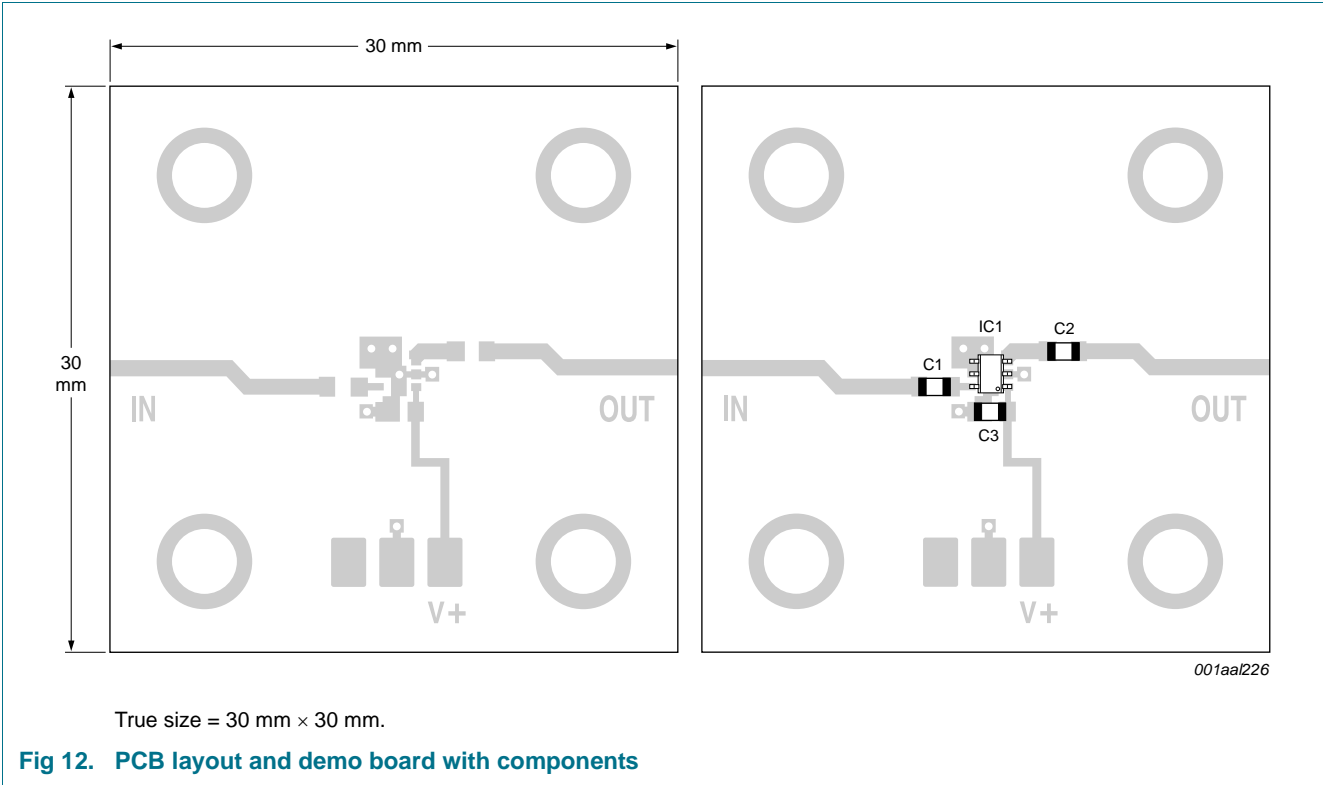 30 mm
30
mm
IN
OUT
V+
IC1
C2
C1
C3
IN
OUT
V+
001aal226
True size = 30 mm × 30 mm.
Fig 12. PCB layout and demo board with components